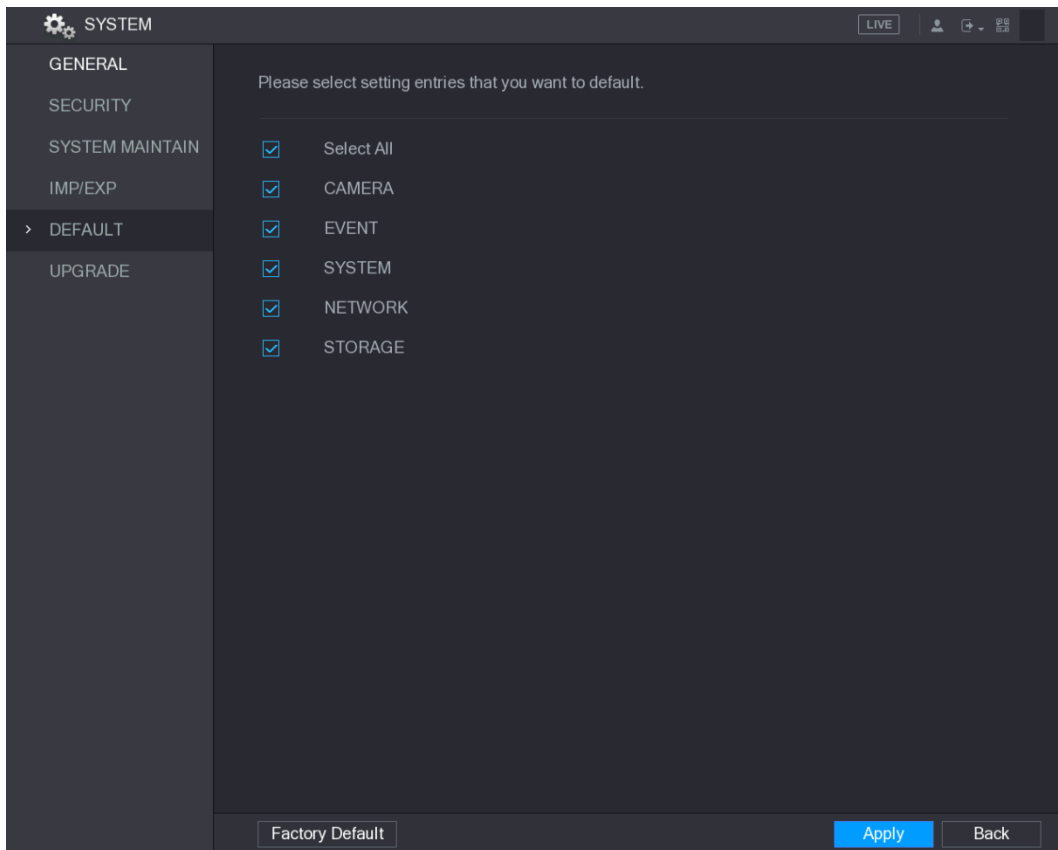 SYSTEM
LIVE
GENERAL
SECURITY
SYSTEM MAINTAIN
IMP/EXP
DEFAULT
UPGRADE
Please select setting entries that you want to default.
Select All
CAMERA
EVENT
SYSTEM
NETWORK
STORAGE
Factory Default
Apply
Back